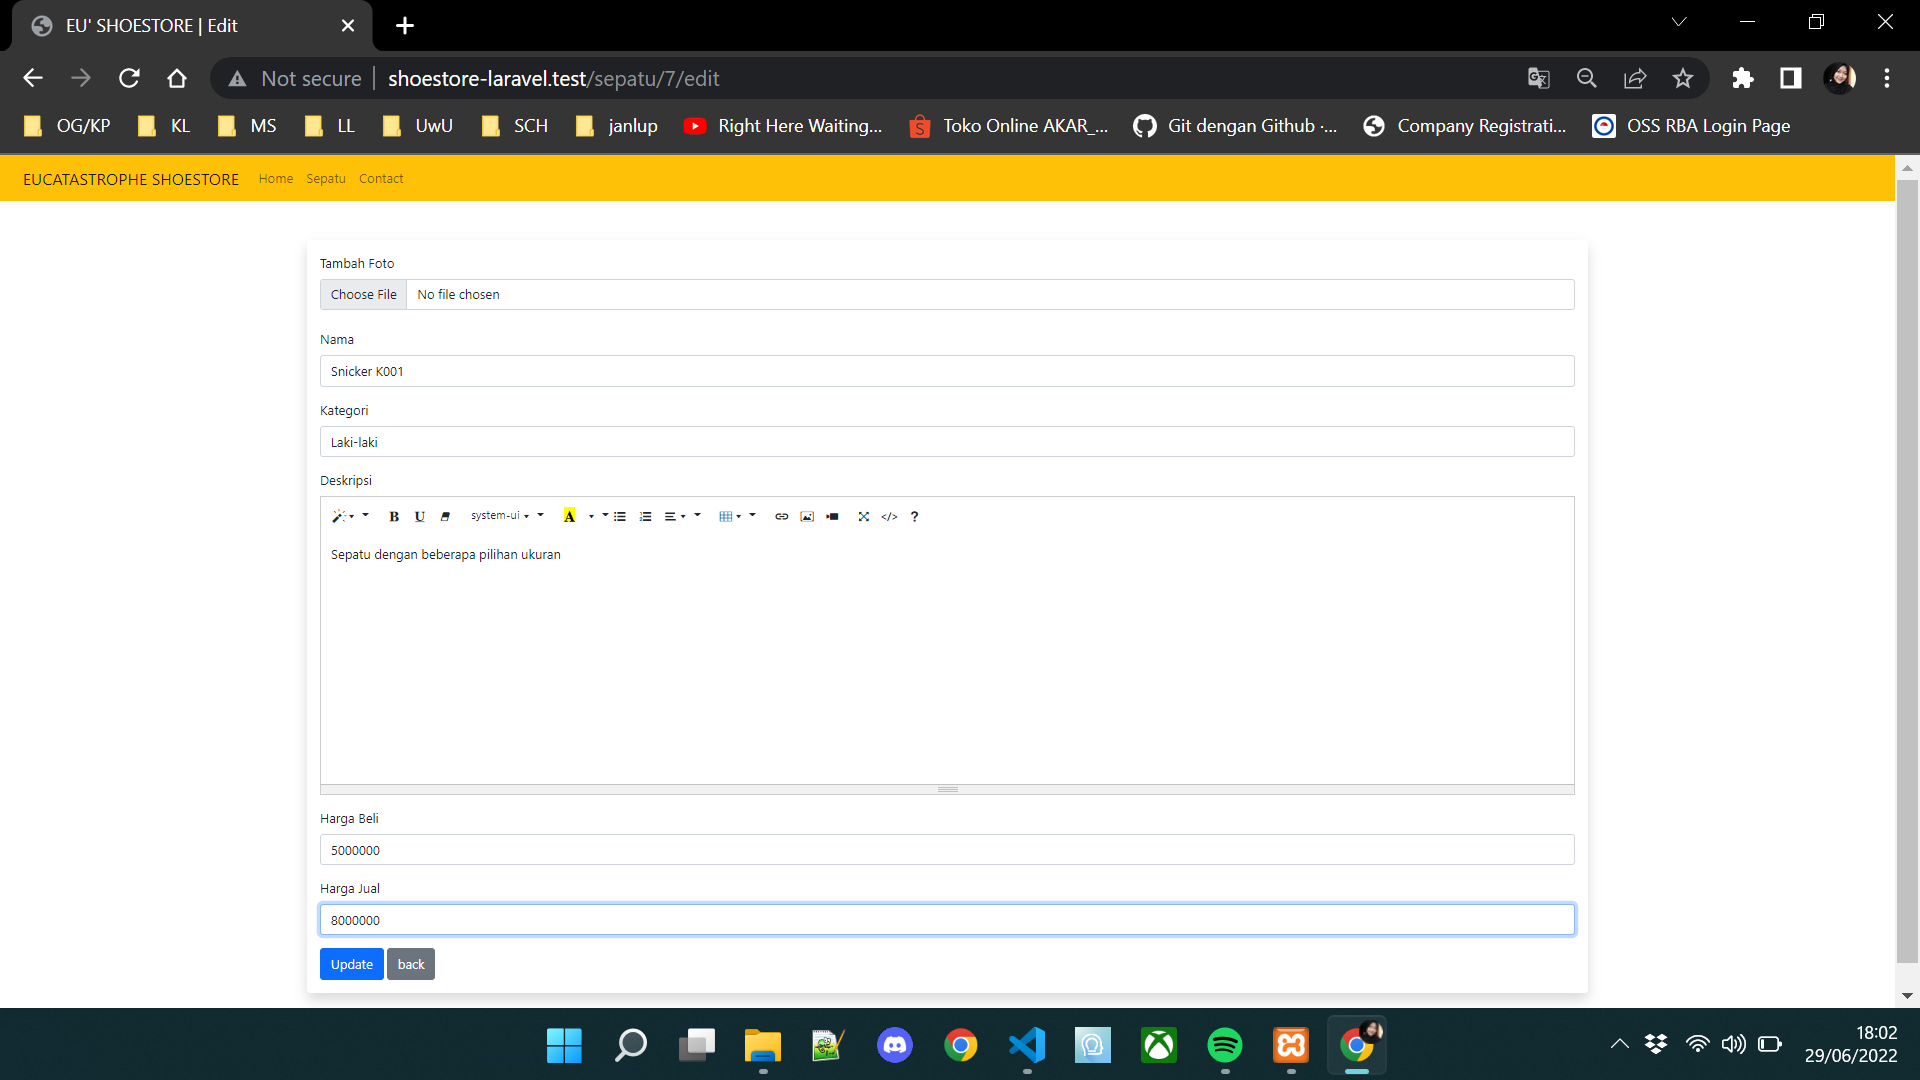 EU' SHOESTORE | Edit
Not secure
shoestore-laravel.test/sepatu/7/edit
OG/KP
KL
MS
LL
UwU
SCH
janlup
Right Here Waiting...
Toko Online AKAR_...
Git dengan Github ·...
Company Registrati...
OSS RBA Login Page
EUCATASTROPHE SHOESTORE
Home
Sepatu
Contact
Tambah Foto
Choose File
No file chosen
Nama
Snicker K001
Kategori
Laki-laki
Deskripsi
B
U
system-ui
A
</>
?
Sepatu dengan beberapa pilihan ukuran
Harga Beli
5000000
Harga Jual
8000000
Update
back
18:02
29/06/2022